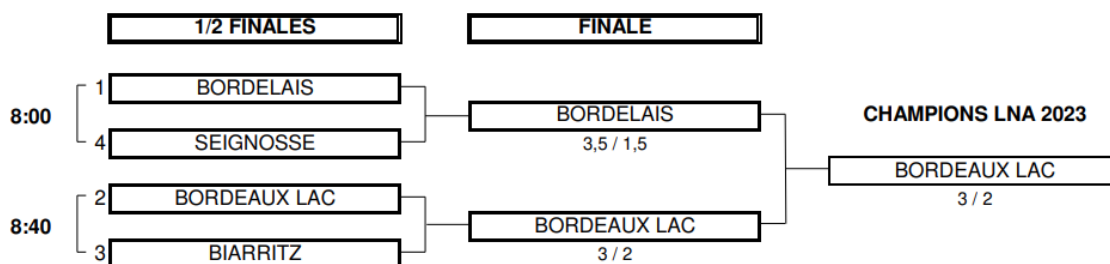 1/2 FINALES
FINALE
8:00
1 BORDELAIS
4 SEIGNOSSE
BORDELAIS
3,5 / 1,5
8:40
2 BORDEAUX LAC
3 BIARRITZ
BORDEAUX LAC
3 / 2
CHAMPIONS LNA 2023
BORDEAUX LAC
3 / 2